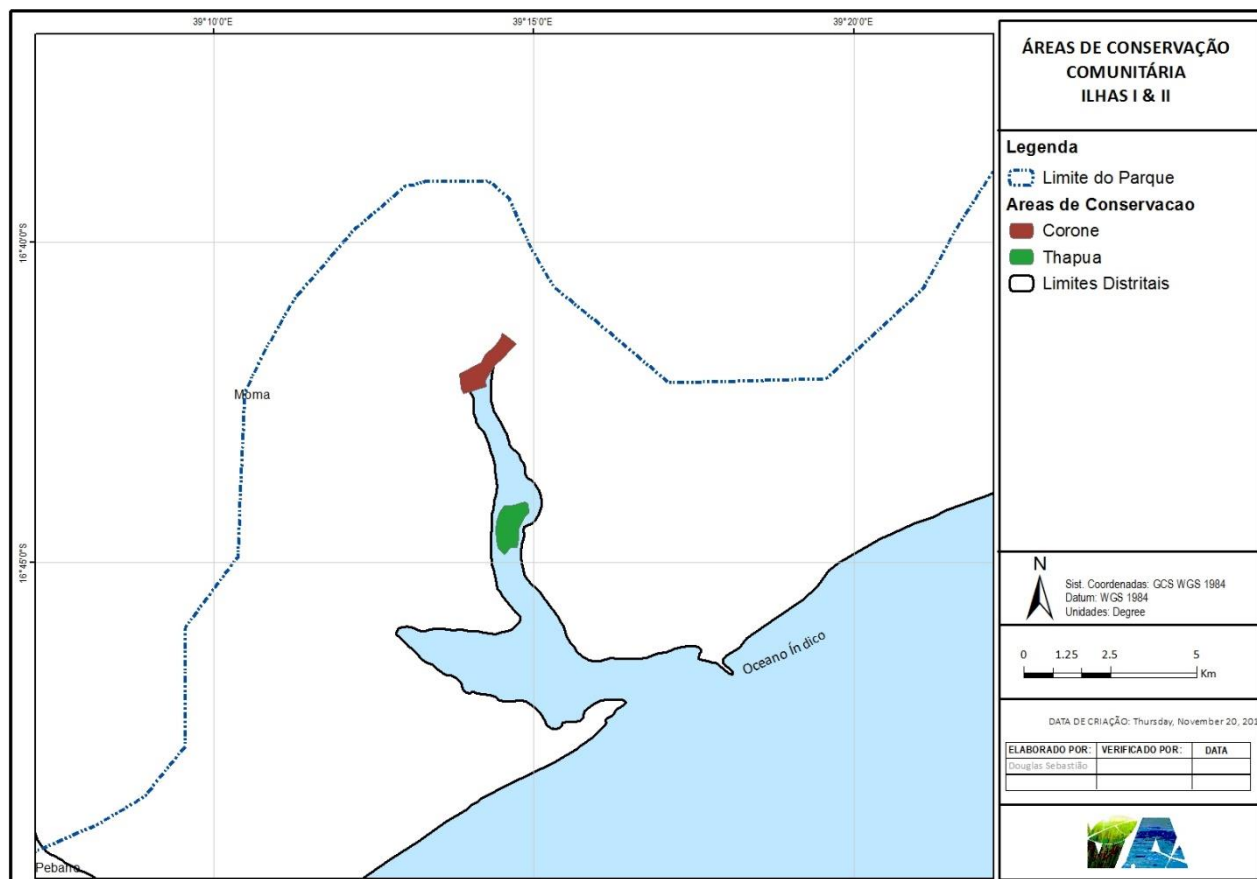 39°10'0"E
39°15'0"E
39°20'0"E
16°40'0"S
16°45'0"S
Moma
Oceano Índico
Pebane
ÁREAS DE CONSERVAÇÃO
COMUNITÁRIA
ILHAS I & II
Legenda
Limite do Parque
Areas de Conservacao
Corone
Thapua
Limites Distritais
N
Sist. Coordenadas: GCS WGS 1984
Datum: WGS 1984
Unidades: Degree
0 1.25 2.5 5
Km
DATA DE CRIAÇÃO: Thursday, November 20, 201
ELABORADO POR: VERIFICADO POR: DATA
Douglas Sebastião